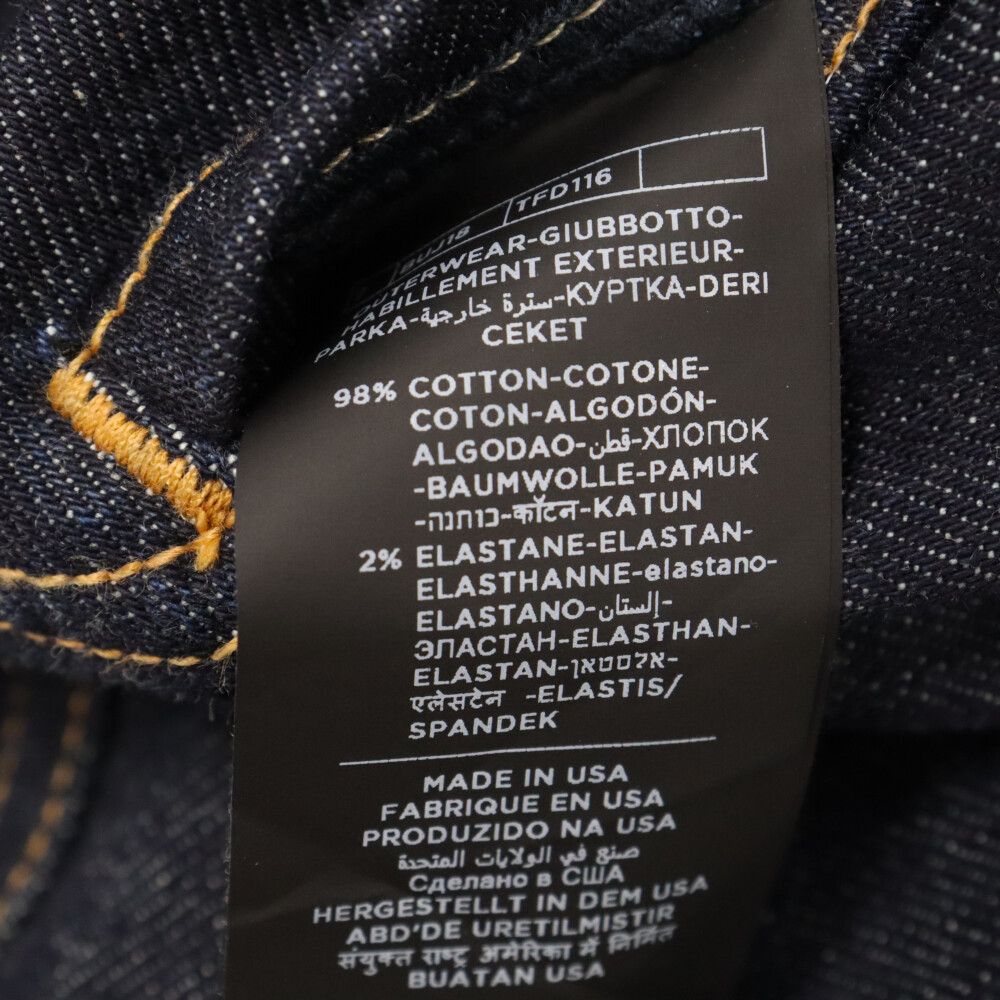 BUJ18 TFD116
OUTERWEAR-GIUBBOTTO-
HABILLEMENT EXTERIEUR-
PARKA-سترة خارجية-КУРТКА-DERI
CEKET
98% COTTON-COTONE-
COTON-ALGODÓN-
ALGODAO-قطن-ХЛОПОК
-BAUMWOLLE-PAMUK
-כותנה-कॉटन-KATUN
2% ELASTANE-ELASTAN-
ELASTHANNE-elastano-
ELASTANO-إلستان-
ЭЛАСТАН-ELASTHAN-
ELASTAN-אלסטאן-
एलेसटेन -ELASTIS/
SPANDEK
MADE IN USA
FABRIQUE EN USA
PRODUZIDO NA USA
صنع في الولايات المتحدة
Сделано в США
HERGESTELLT IN DEM USA
ABD'DE URETILMISTIR
संयुक्त राष्ट्र अमेरिका में निर्मित
BUATAN USA